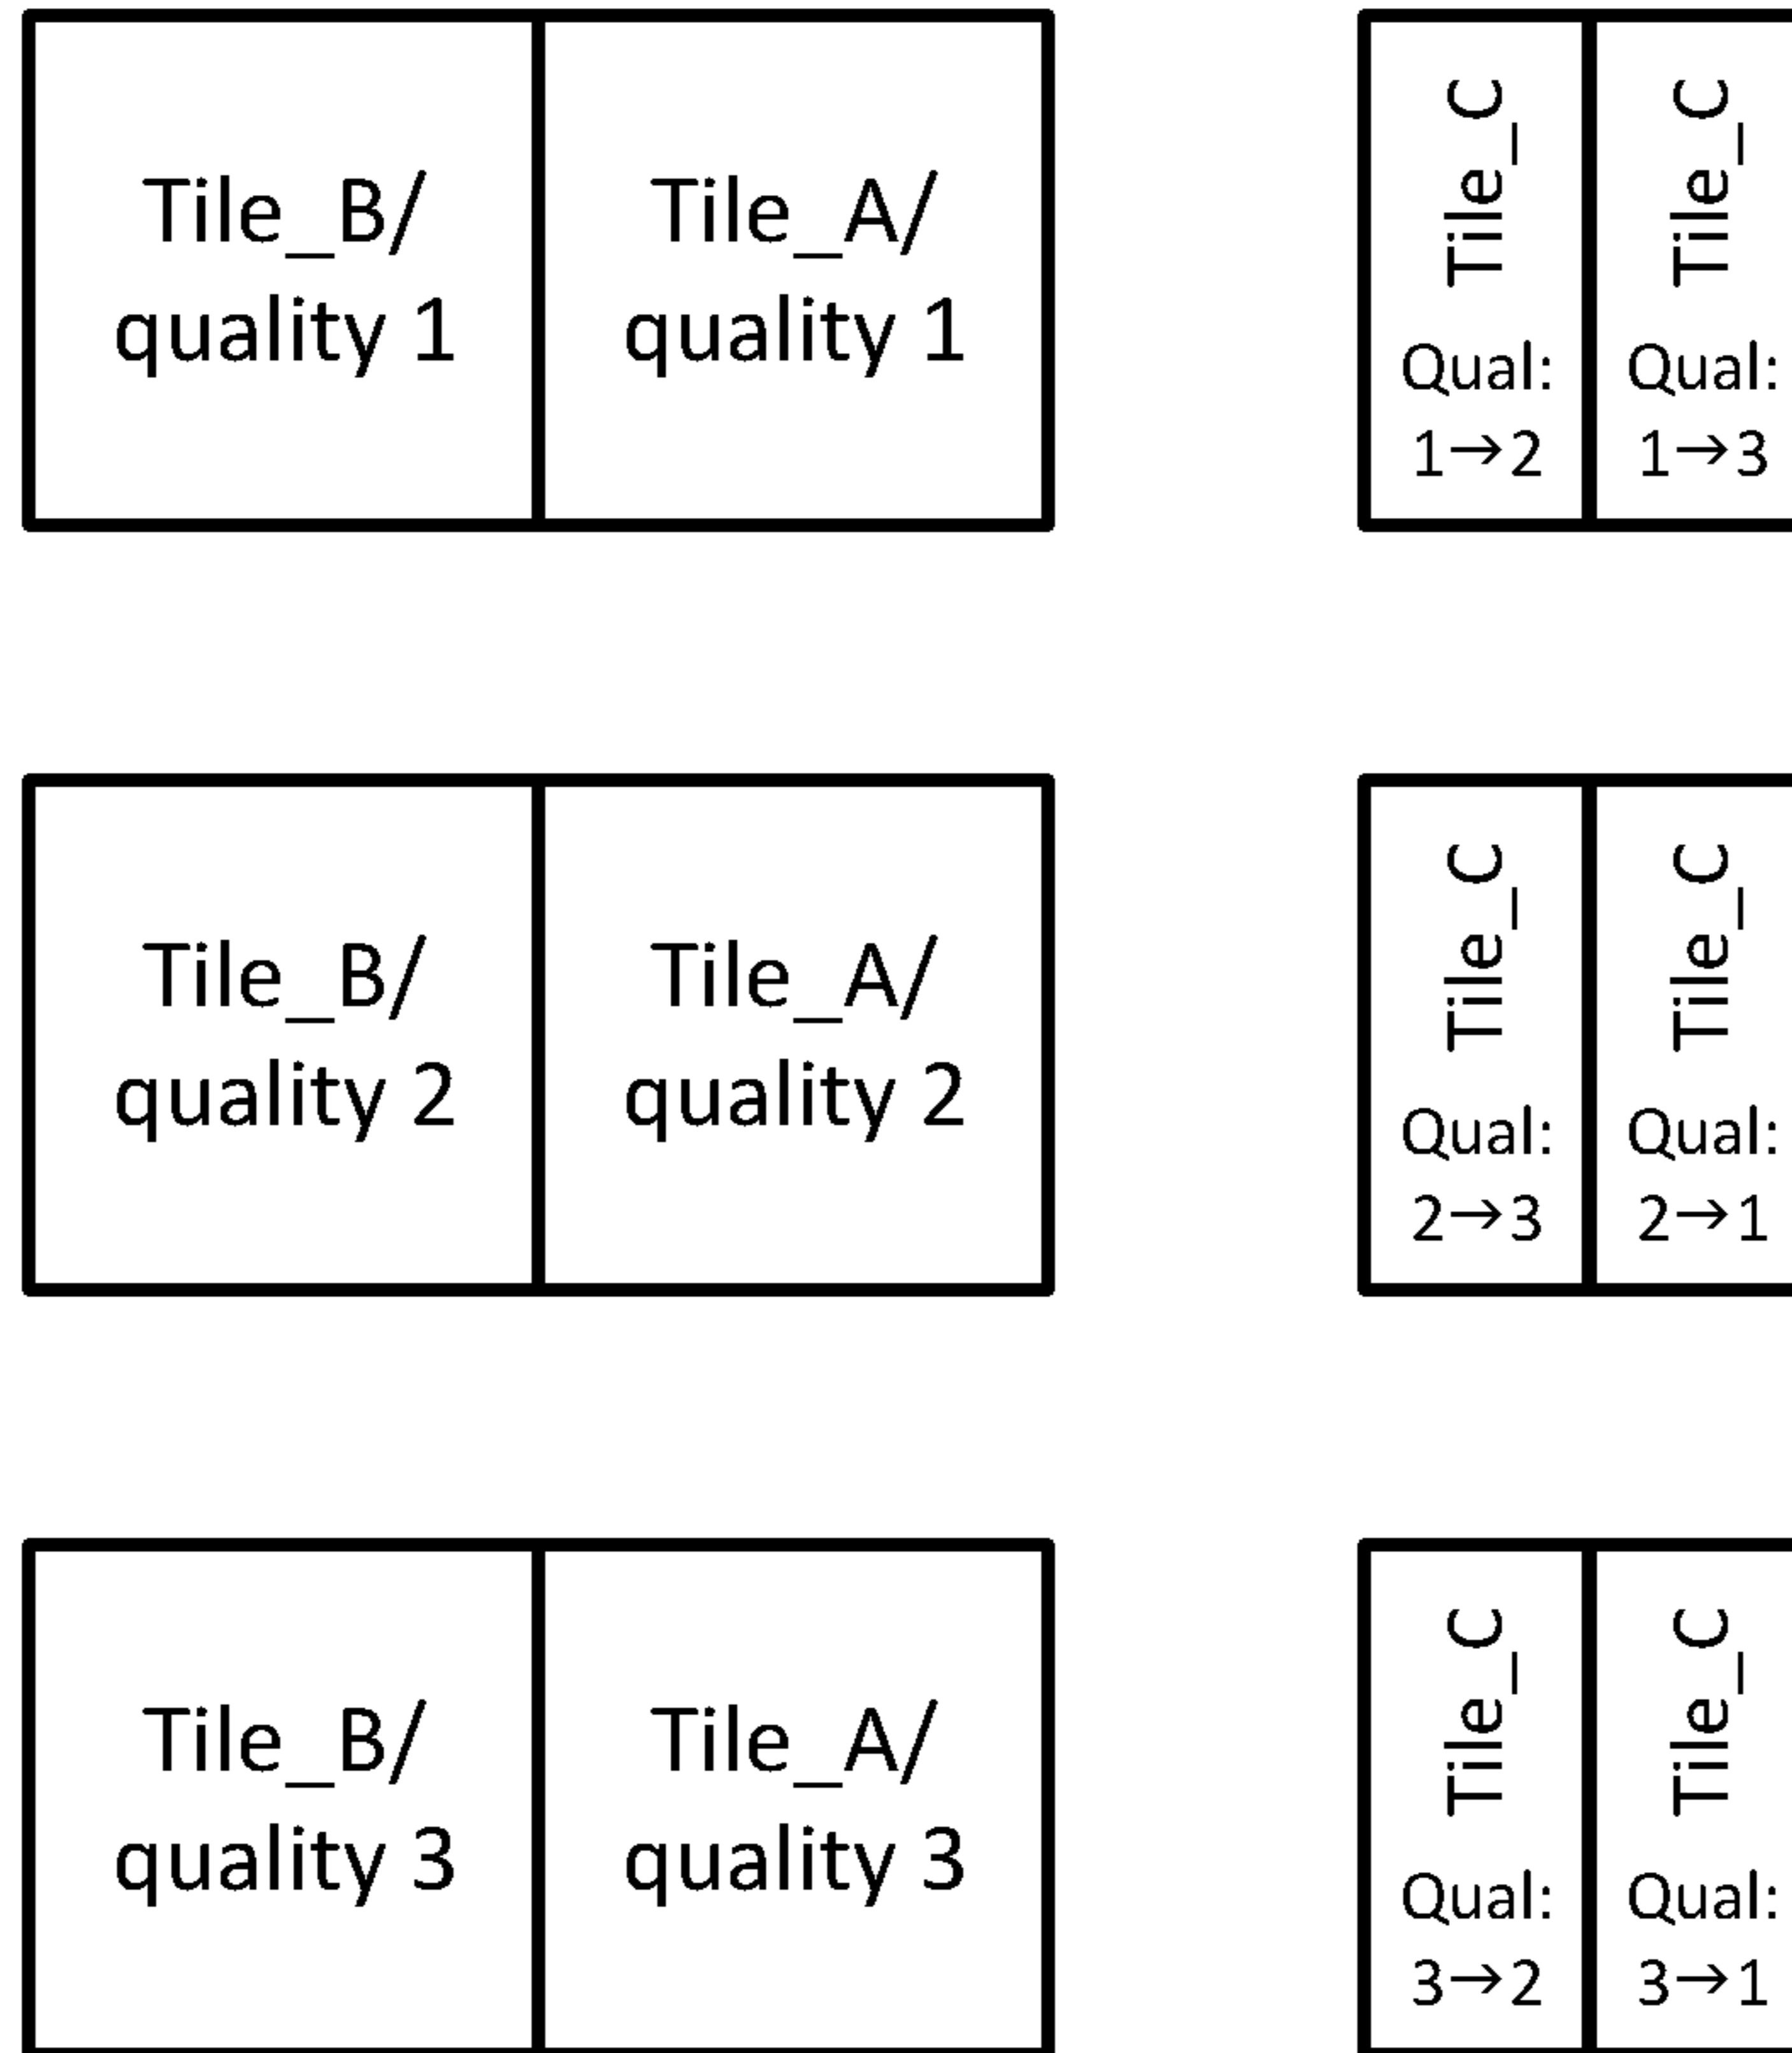 Tile_B/
quality 1
Tile_A/
quality 1
Tile_C
Qual:
1→2
Tile_C
Qual:
1→3
Tile_B/
quality 2
Tile_A/
quality 2
Tile_C
Qual:
2→3
Tile_C
Qual:
2→1
Tile_B/
quality 3
Tile_A/
quality 3
Tile_C
Qual:
3→2
Tile_C
Qual:
3→1